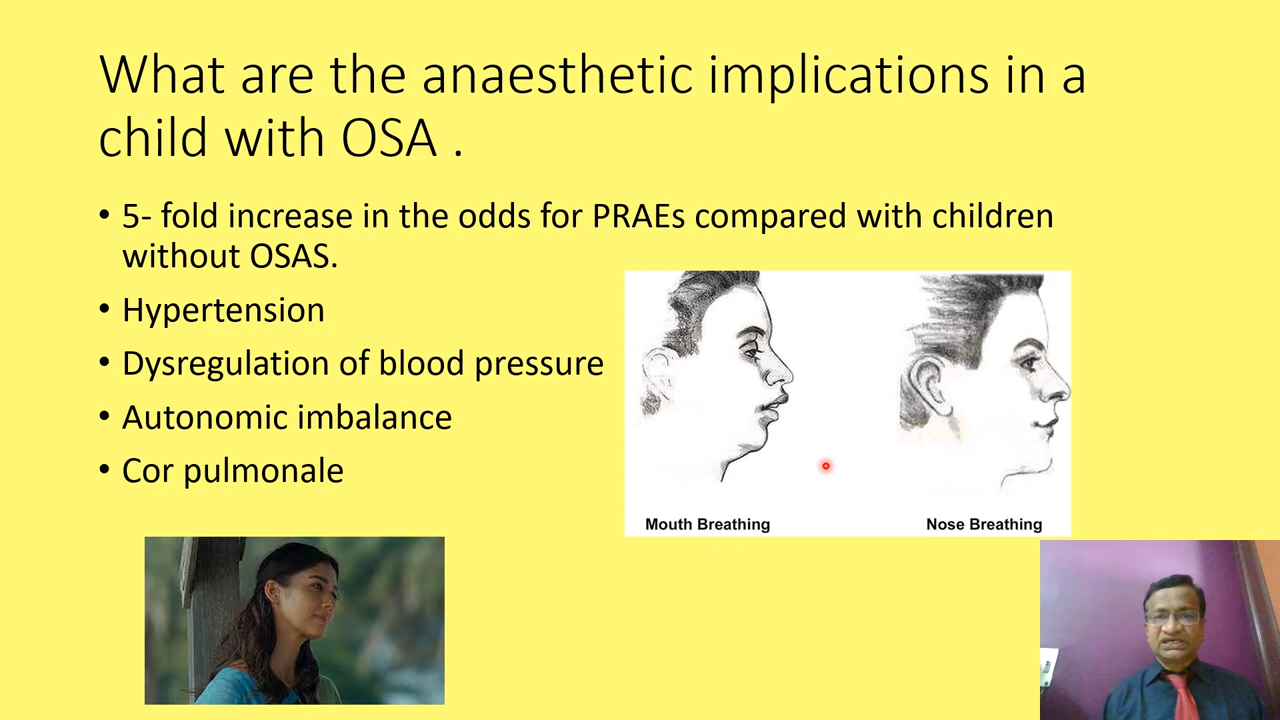 What are the anaesthetic implications in a
child with OSA .
• 5- fold increase in the odds for PRAEs compared with children
without OSAS.
• Hypertension
• Dysregulation of blood pressure
• Autonomic imbalance
• Cor pulmonale
Mouth Breathing
Nose Breathing